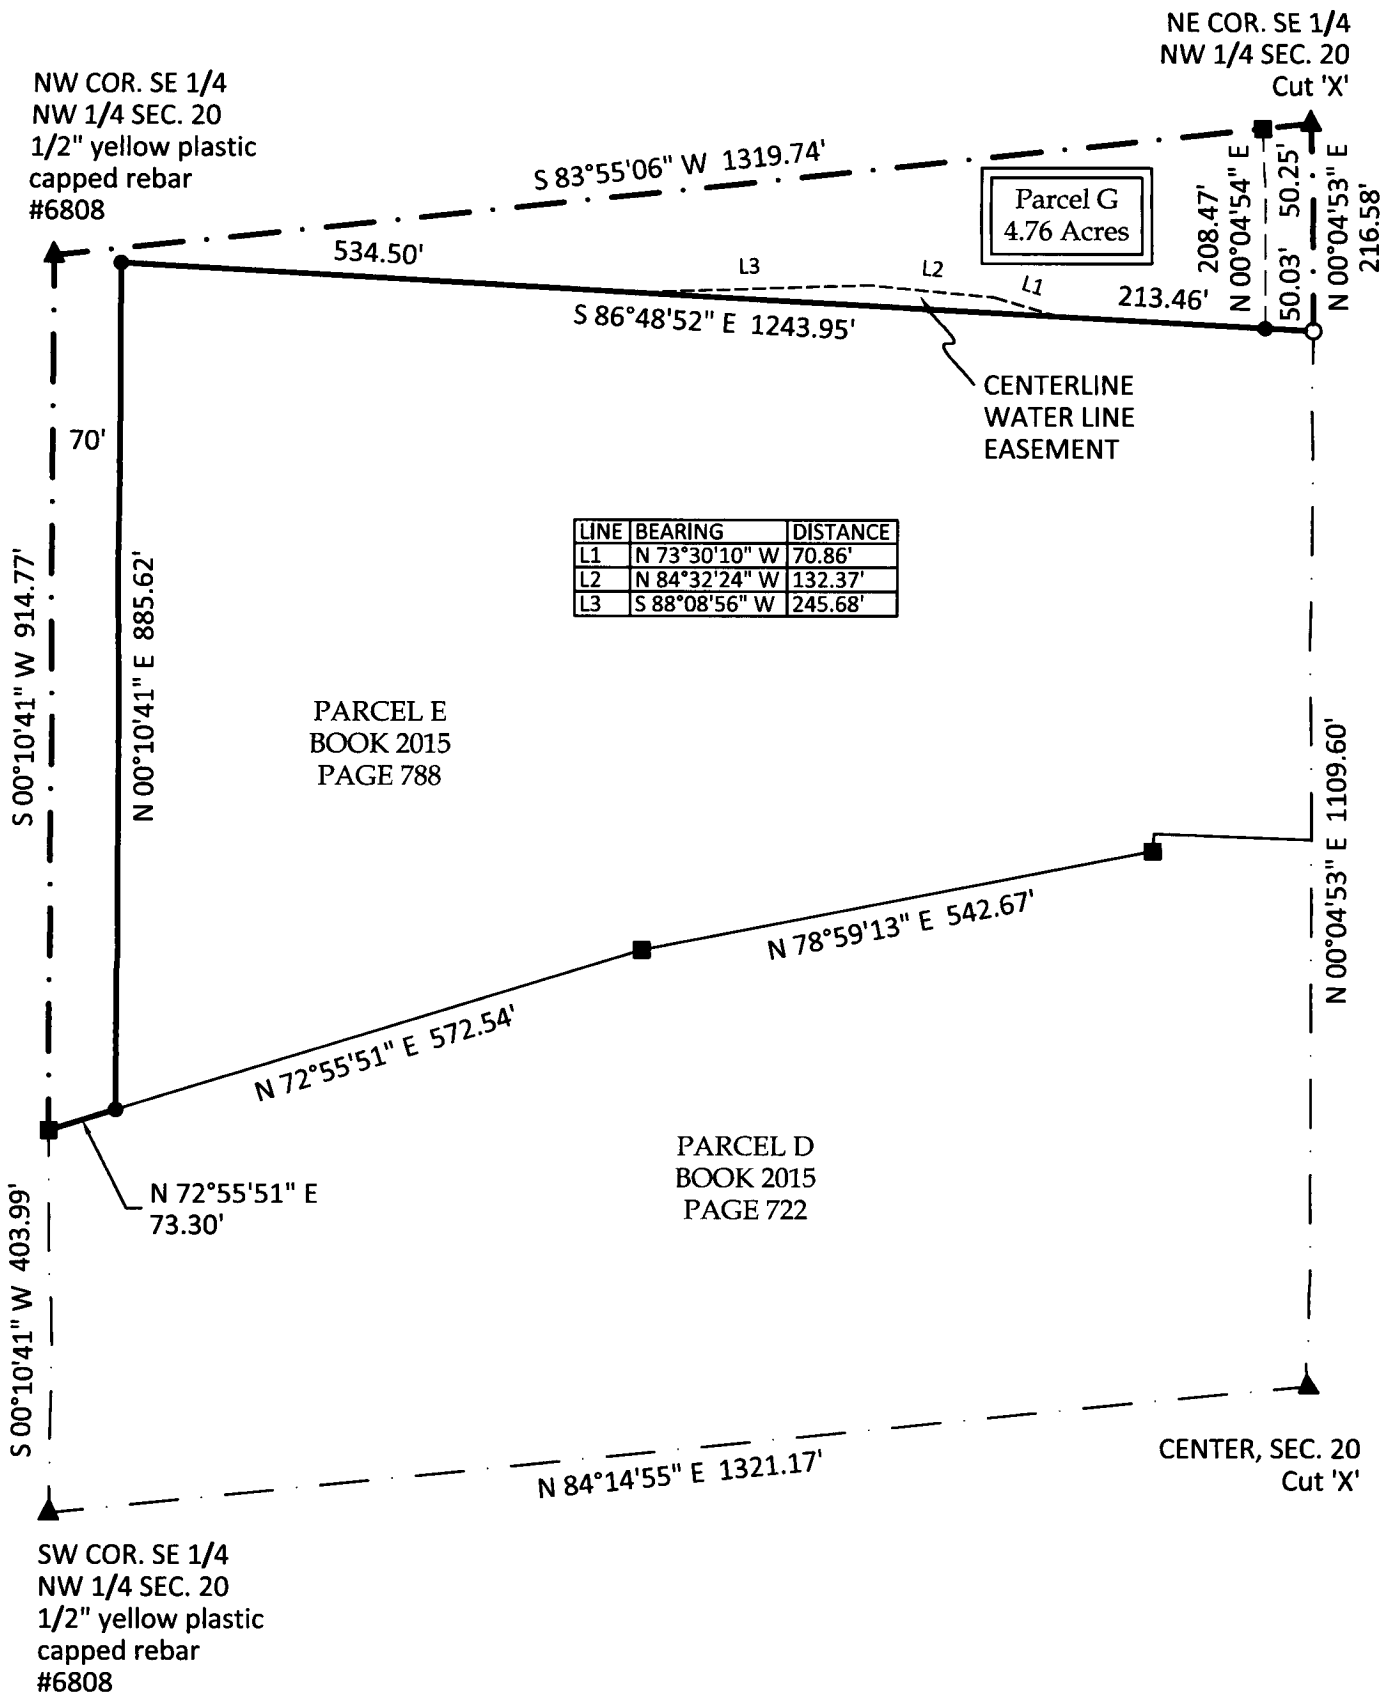 NE COR. SE 1/4
NW 1/4 SEC. 20
Cut 'X'
NW COR. SE 1/4
NW 1/4 SEC. 20
1/2" yellow plastic
capped rebar
#6808
S 83°55'06" W 1319.74'
Parcel G
4.76 Acres
208.47'
N 00°04'54" E
50.25'
50.03'
N 00°04'53" E
216.58'
534.50'
L3
L2
L1
213.46'
S 86°48'52" E 1243.95'
CENTERLINE
WATER LINE
EASEMENT
70'
LINE BEARING DISTANCE
L1 N 73°30'10" W 70.86'
L2 N 84°32'24" W 132.37'
L3 S 88°08'56" W 245.68'
S 00°10'41" W 914.77'
N 00°10'41" E 885.62'
PARCEL E
BOOK 2015
PAGE 788
N 00°04'53" E 1109.60'
N 78°59'13" E 542.67'
N 72°55'51" E 572.54'
N 72°55'51" E
73.30'
PARCEL D
BOOK 2015
PAGE 722
S 00°10'41" W 403.99'
N 84°14'55" E 1321.17'
CENTER, SEC. 20
Cut 'X'
SW COR. SE 1/4
NW 1/4 SEC. 20
1/2" yellow plastic
capped rebar
#6808